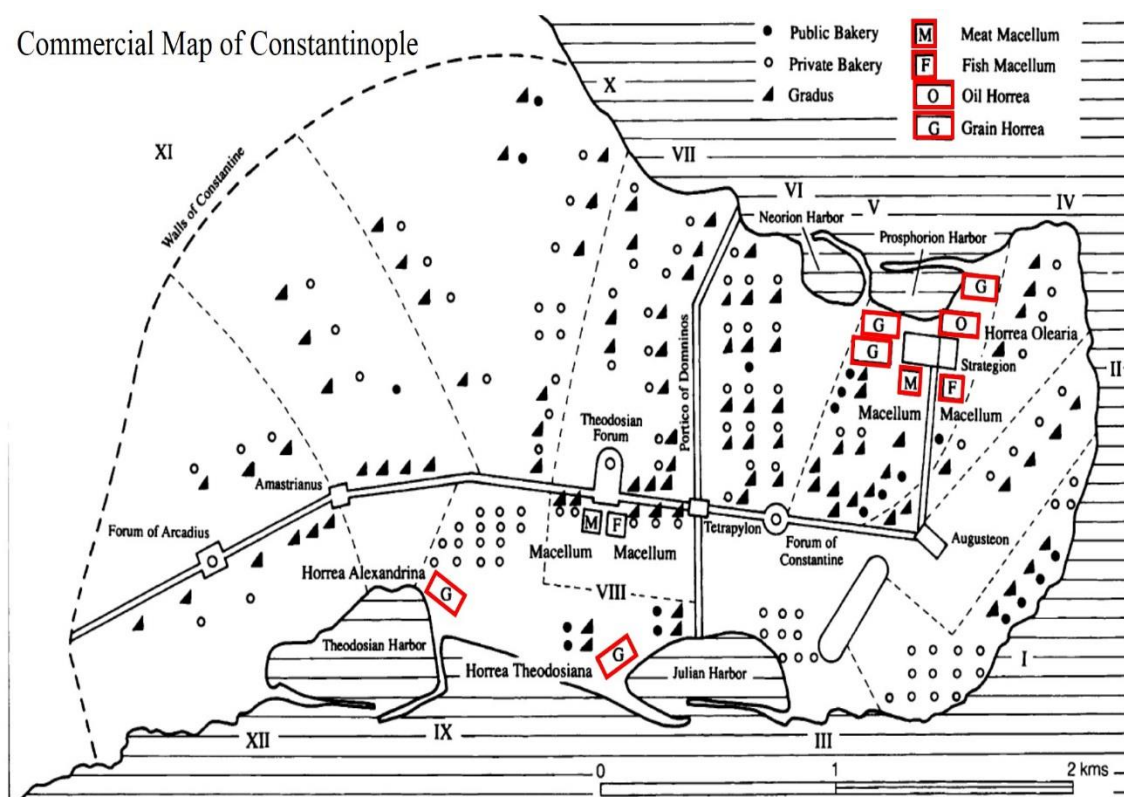 Commercial Map of Constantinople
Public Bakery
Private Bakery
Gradus
M Meat Macellum
F Fish Macellum
O Oil Horrea
G Grain Horrea
X
XI
VII
VI
V
IV
Walls of Constantine
Neorion Harbor
Prosphorion Harbor
G
G
O
Horrea Olearia
G
Strategion
II
M
F
Macellum
Macellum
Portico of Domninos
Theodosian
Forum
Amastrianus
Forum of Arcadius
M
F
Tetrapylon
Forum of
Constantine
Augusteon
Macellum
Macellum
Horrea Alexandrina
G
VIII
Theodosian Harbor
Horrea Theodosiana
G
Julian Harbor
I
XII
IX
III
0
1
2 kms